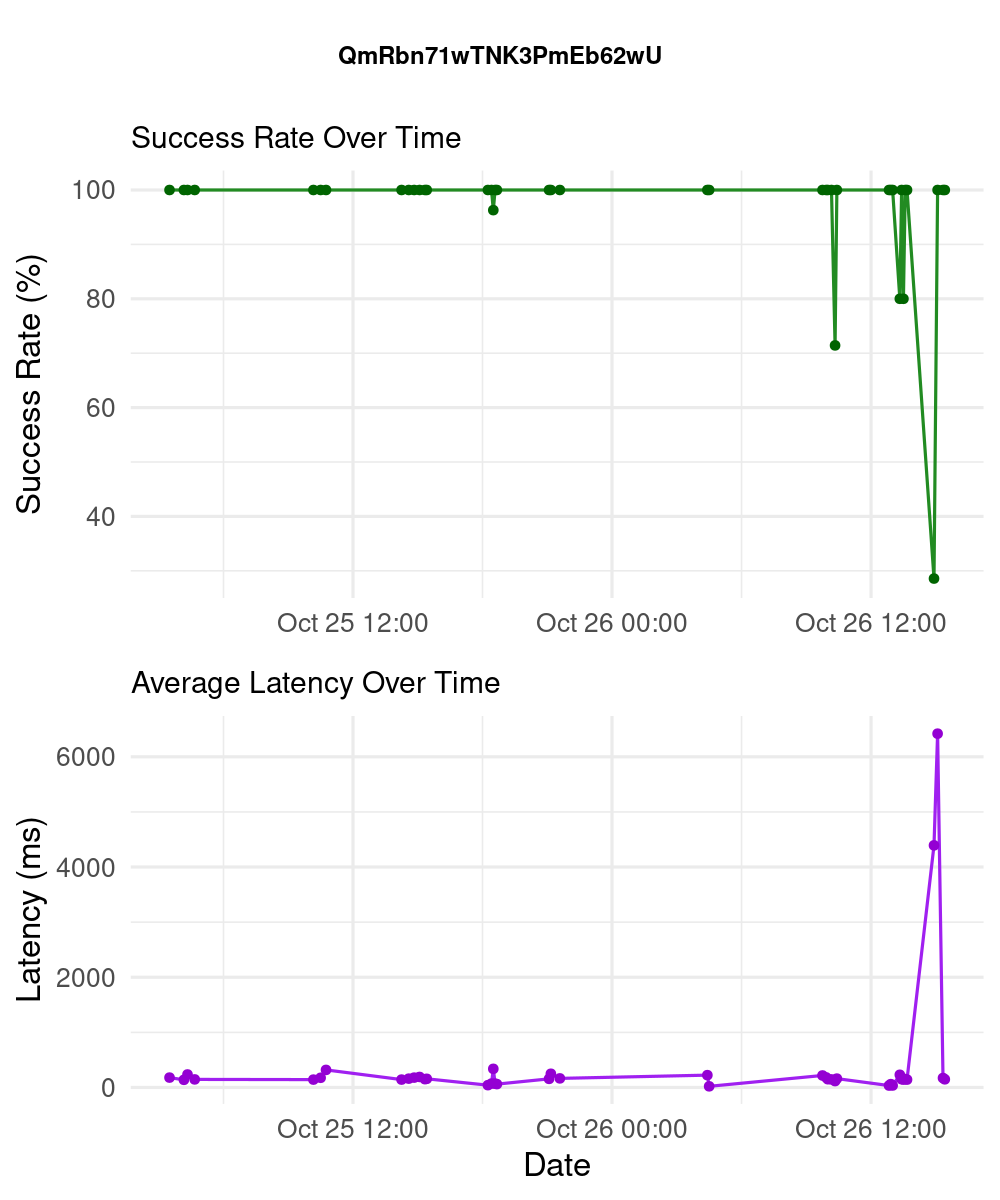 QmRbn71wTNK3PmEb62wU
Success Rate Over Time
Success Rate (%)
100
80
60
40
Oct 25 12:00 Oct 26 00:00 Oct 26 12:00
Average Latency Over Time
Latency (ms)
6000
4000
2000
0
Oct 25 12:00 Oct 26 00:00 Oct 26 12:00
Date